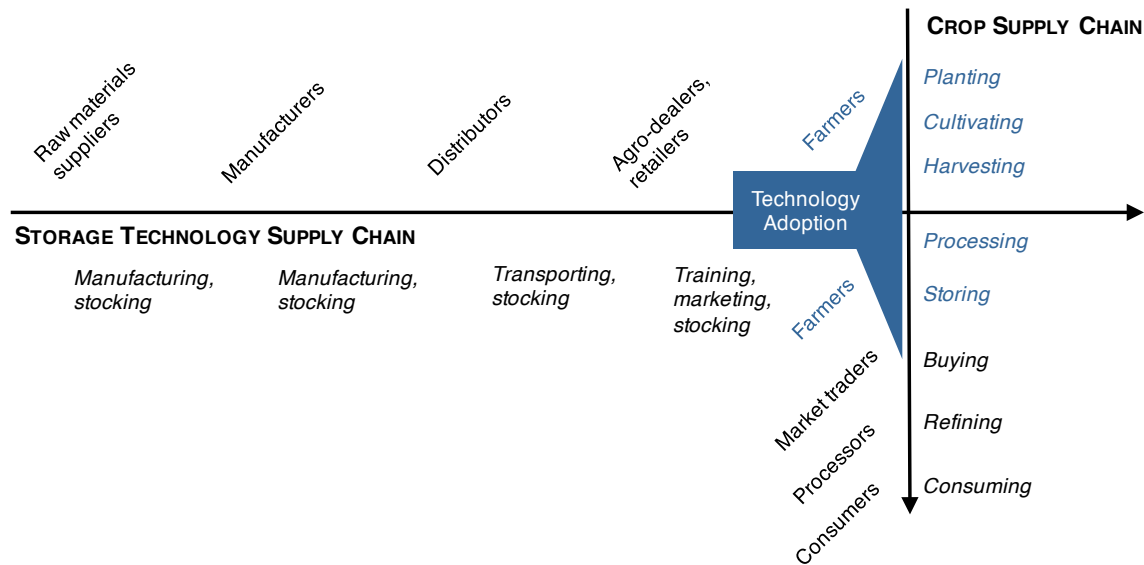 CROP SUPPLY CHAIN
Raw materials
suppliers
Manufacturers
Distributors
Agro-dealers,
retailers
Farmers
Planting
Cultivating
Harvesting
Technology
Adoption
STORAGE TECHNOLOGY SUPPLY CHAIN
Manufacturing,
stocking
Manufacturing,
stocking
Transporting,
stocking
Training,
marketing,
stocking
Farmers
Market traders
Processors
Consumers
Processing
Storing
Buying
Refining
Consuming